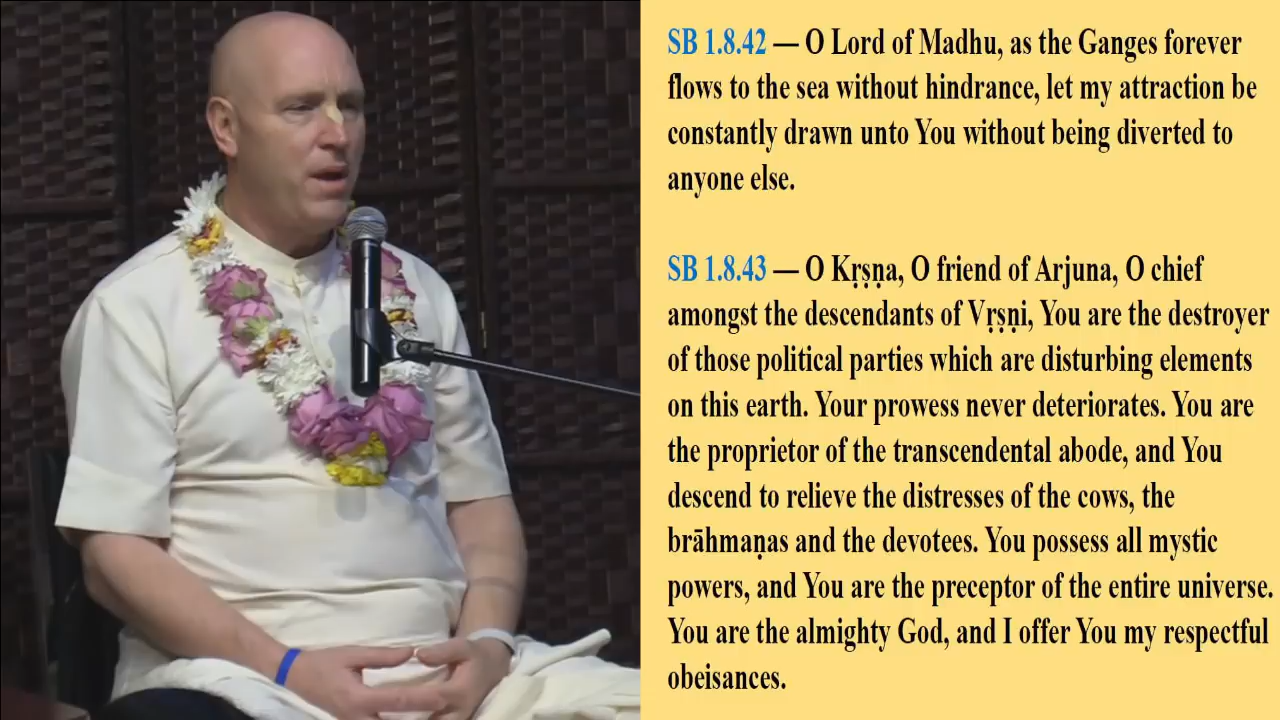 SB 1.8.42 — O Lord of Madhu, as the Ganges forever
flows to the sea without hindrance, let my attraction be
constantly drawn unto You without being diverted to
anyone else.
SB 1.8.43 — O Kṛṣṇa, O friend of Arjuna, O chief
amongst the descendants of Vṛṣṇi, You are the destroyer
of those political parties which are disturbing elements
on this earth. Your prowess never deteriorates. You are
the proprietor of the transcendental abode, and You
descend to relieve the distresses of the cows, the
brāhmaṇas and the devotees. You possess all mystic
powers, and You are the preceptor of the entire universe.
You are the almighty God, and I offer You my respectful
obeisances.